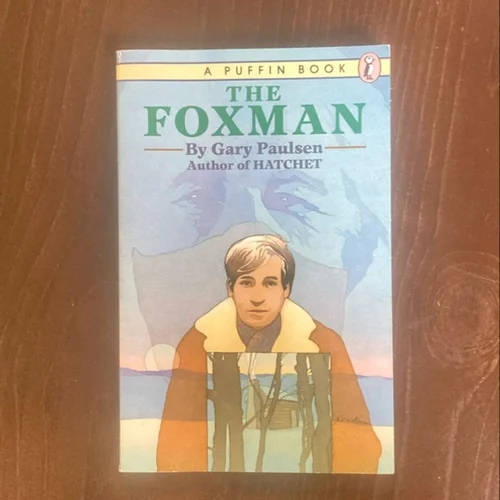 A PUFFIN BOOK
THE
FOXMAN
By Gary Paulsen
Author of HATCHET